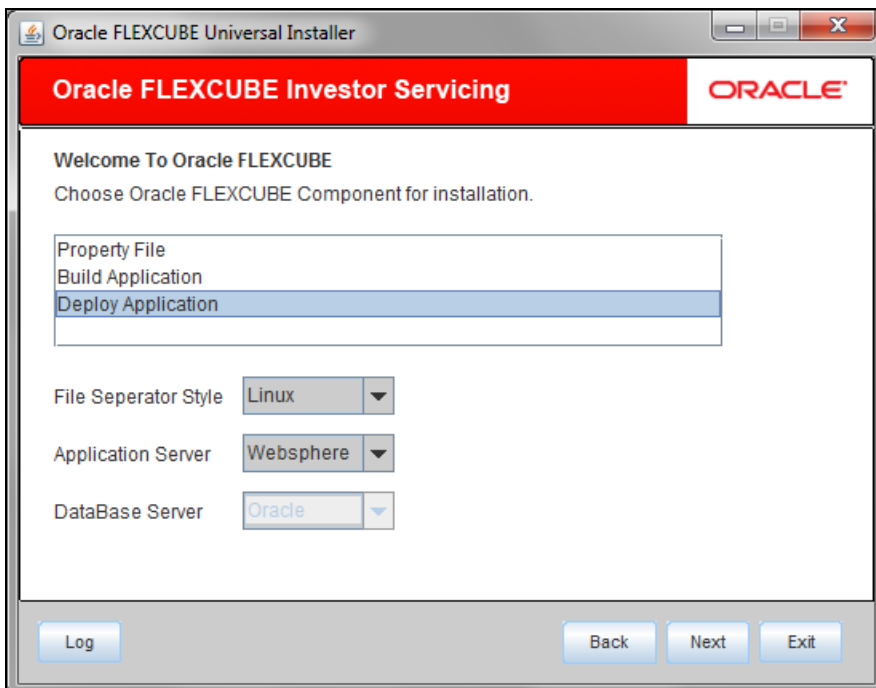 Oracle FLEXCUBE Universal Installer
Oracle FLEXCUBE Investor Servicing
ORACLE
Welcome To Oracle FLEXCUBE
Choose Oracle FLEXCUBE Component for installation.
Property File
Build Application
Deploy Application
File Seperator Style Linux
Application Server Websphere
DataBase Server Oracle
Log Back Next Exit